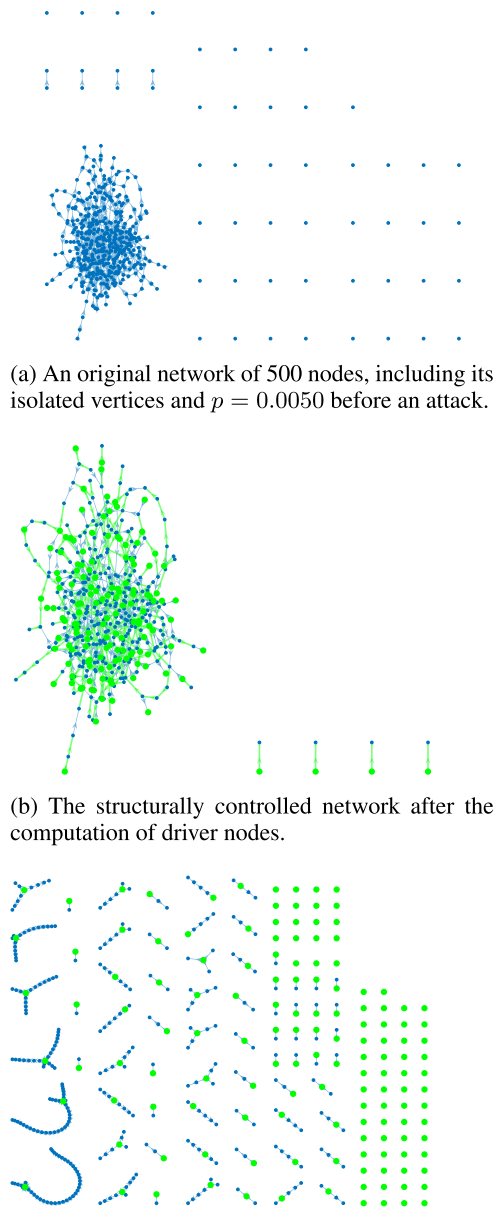 (a) An original network of 500 nodes, including its
isolated vertices and p = 0.0050 before an attack.
(b) The structurally controlled network after the
computation of driver nodes.